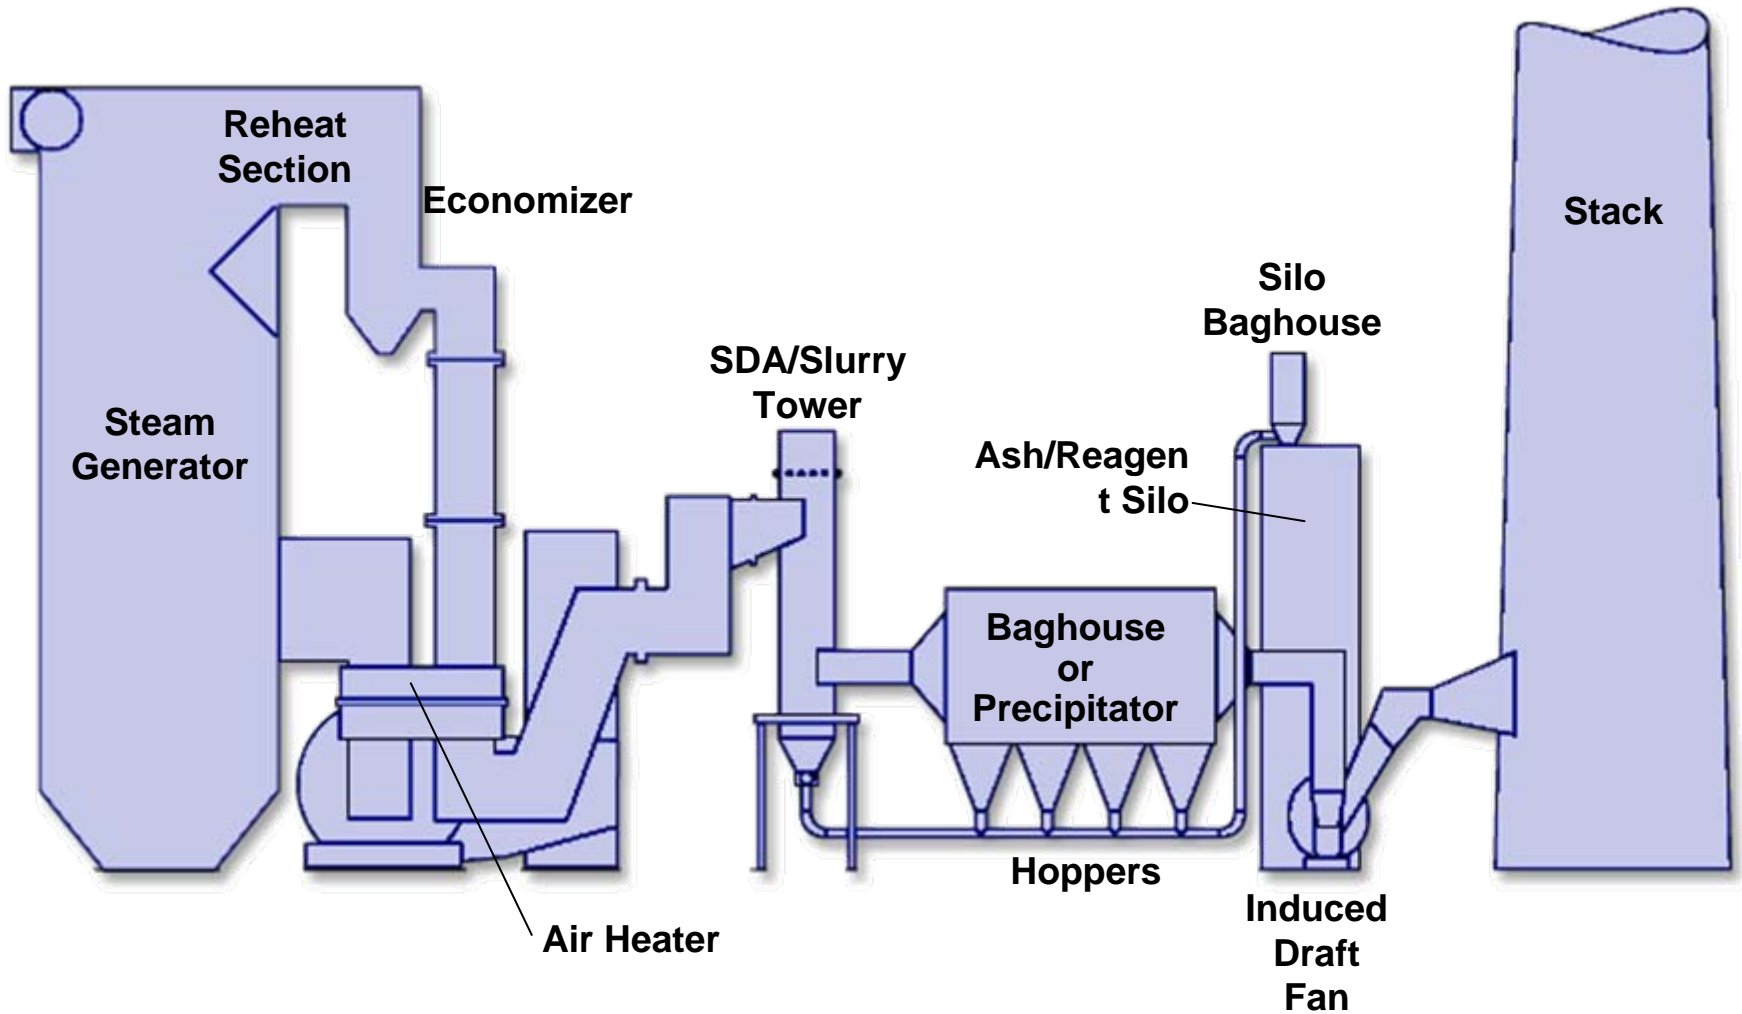 Reheat
Section
Economizer
Stack
Silo
Baghouse
SDA/Slurry
Tower
Steam
Generator
Ash/Reagen
t Silo
Baghouse
or
Precipitator
Hoppers
Induced
Draft
Fan
Air Heater